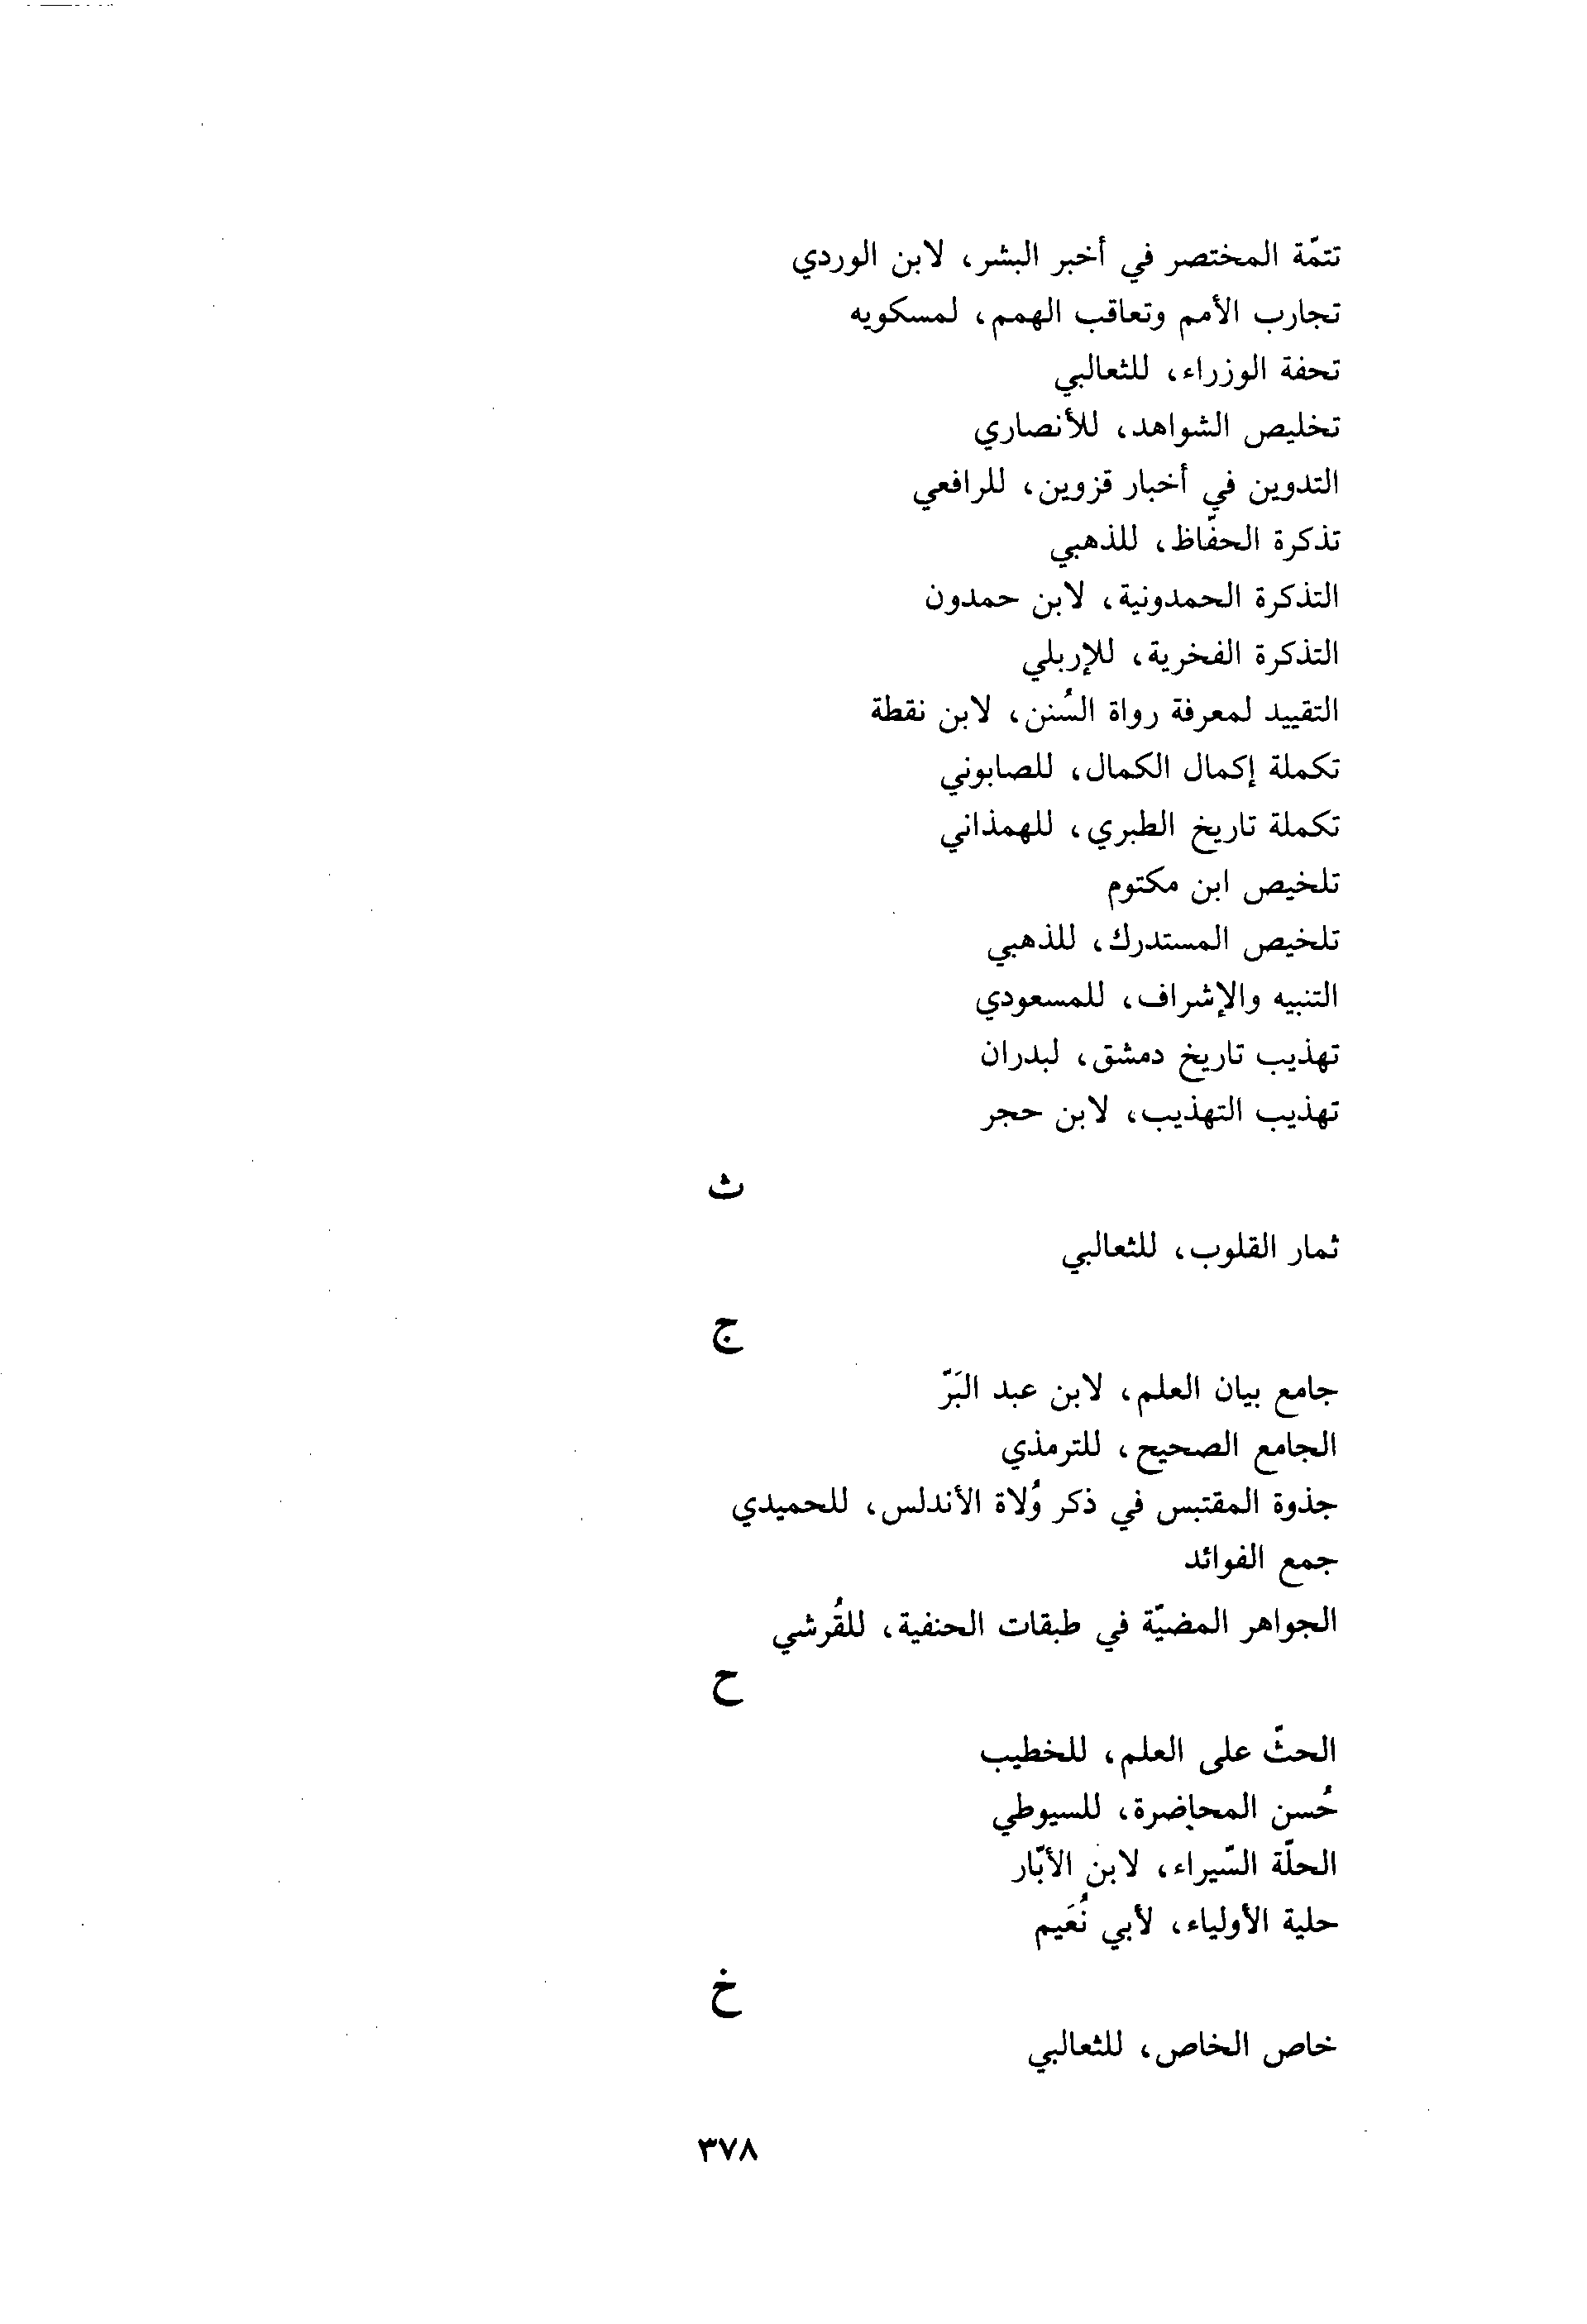 تتمّة المختصر في أخبر البشر، لابن الوردي
تجارب الأمم وتعاقب الهمم، لمسكويه
تحفة الوزراء، للثعالبي
تخليص الشواهد، للأنصاري
التدوين في أخبار قزوين، للرافعي
تذكرة الحفّاظ، للذهبي
التذكرة الحمدونية، لابن حمدون
التذكرة الفخرية، للإربلي
التقييد لمعرفة رواة السُنن، لابن نقطة
تكملة إكمال الكمال، للصابوني
تكملة تاريخ الطبري، للهمذاني
تلخيص ابن مكتوم
تلخيص المستدرك، للذهبي
التنبيه والإشراف، للمسعودي
تهذيب تاريخ دمشق، لبدران
تهذيب التهذيب، لابن حجر
ث
ثمار القلوب، للثعالبي
ج
جامع بيان العلم، لابن عبد البَرّ
الجامع الصحيح، للترمذي
جذوة المقتبس في ذكر وُلاة الأندلس، للحميدي
جمع الفوائد
الجواهر المضيّة في طبقات الحنفية، للقُرشي
ح
الحثّ على العلم، للخطيب
حُسن المحاضرة، للسيوطي
الحلّة السّيراء، لابن الأبّار
حلية الأولياء، لأبي نُعَيم
خ
خاص الخاص، للثعالبي
٣٧٨